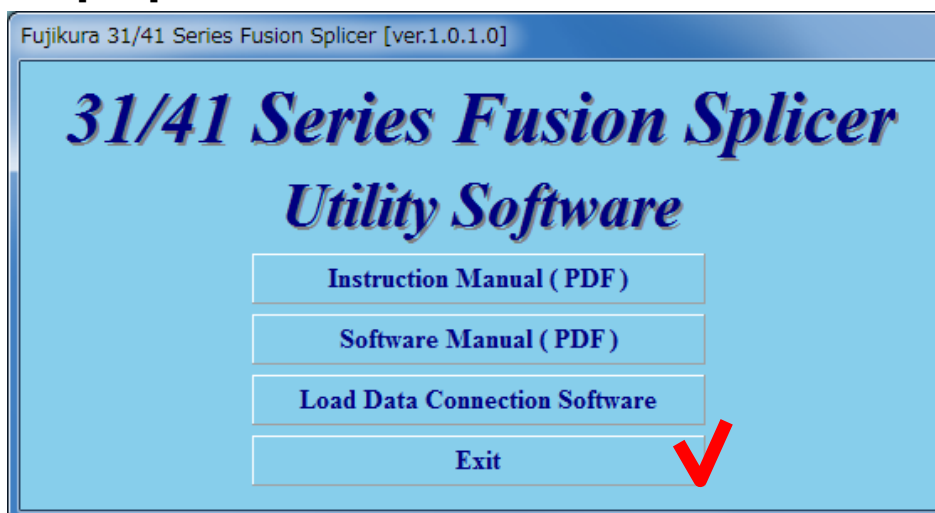 Fujikura 31/41 Series Fusion Splicer [ver.1.0.1.0]
31/41 Series Fusion Splicer
Utility Software
Instruction Manual ( PDF )
Software Manual ( PDF )
Load Data Connection Software
Exit